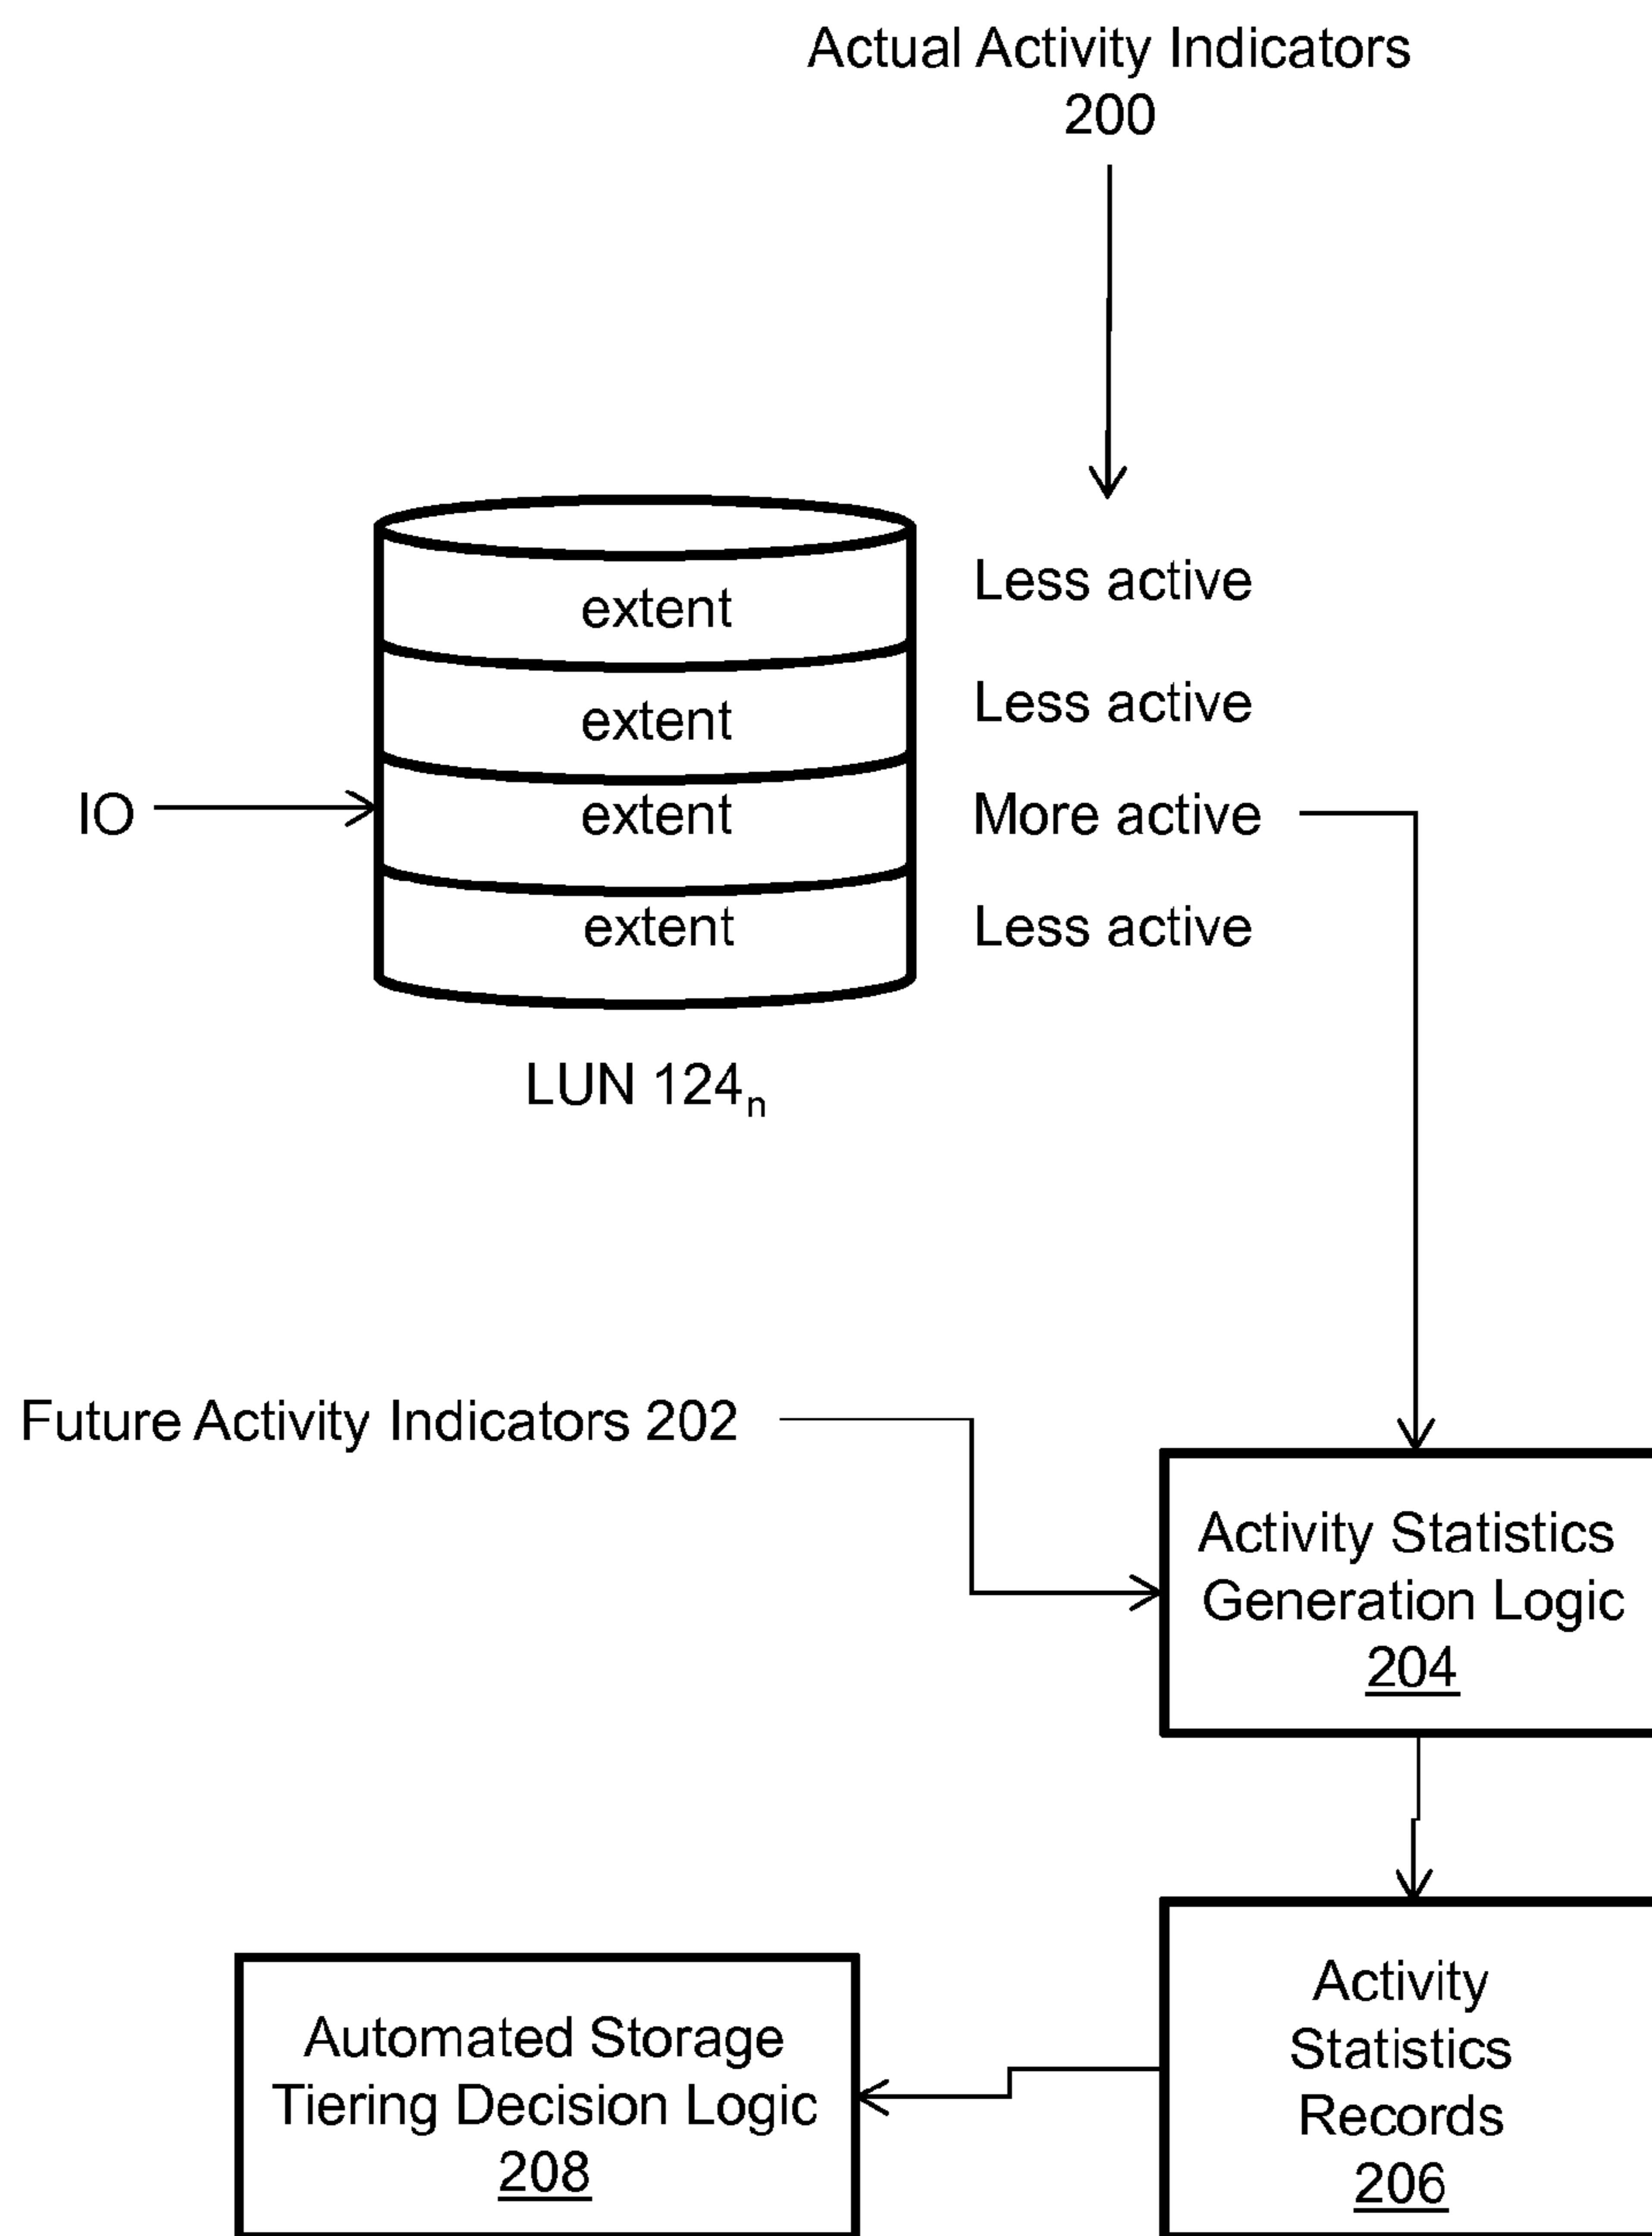 Actual Activity Indicators
200
extent
Less active
extent
Less active
IO
extent
More active
extent
Less active
LUN 124n
Future Activity Indicators 202
Activity Statistics
Generation Logic
204
Activity
Statistics
Records
206
Automated Storage
Tiering Decision Logic
208